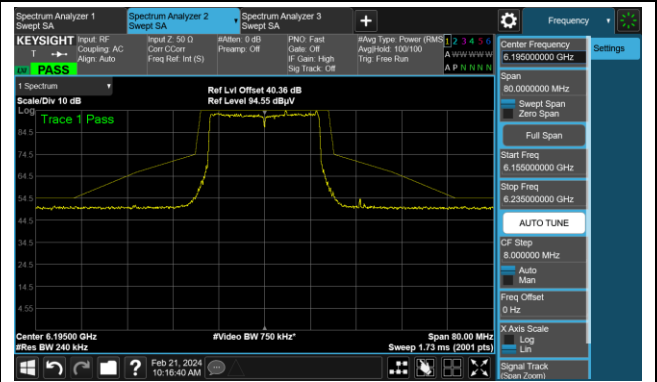 Spectrum Analyzer 1
Swept SA
Spectrum Analyzer 2
Swept SA
Spectrum Analyzer 3
Swept SA
+
Frequency
KEYSIGHT
T
LXI
PASS
Input: RF
Coupling: AC
Align: Auto
Input Z: 50 Ω
Corr CCorr
Freq Ref: Int (S)
#Atten: 0 dB
Preamp: Off
PNO: Fast
Gate: Off
IF Gain: High
Sig Track: Off
#Avg Type: Power (RMS)
Avg|Hold: 100/100
Trig: Free Run
1 2 3 4 5 6
A W W W W W
A P N N N N
1 Spectrum
Scale/Div 10 dB
Ref Lvl Offset 40.36 dB
Ref Level 94.55 dBµV
Log
Trace 1 Pass
84.5
74.5
64.5
54.5
44.5
34.5
24.5
14.5
4.55
Center 6.19500 GHz
#Res BW 240 kHz
#Video BW 750 kHz*
Span 80.00 MHz
Sweep 1.73 ms (2001 pts)
Feb 21, 2024
10:16:40 AM
?
Center Frequency
6.195000000 GHz
Settings
Span
80.0000000 MHz
Swept Span
Zero Span
Full Span
Start Freq
6.155000000 GHz
Stop Freq
6.235000000 GHz
AUTO TUNE
CF Step
8.000000 MHz
Auto
Man
Freq Offset
0 Hz
X Axis Scale
Log
Lin
Signal Track
(Span Zoom)